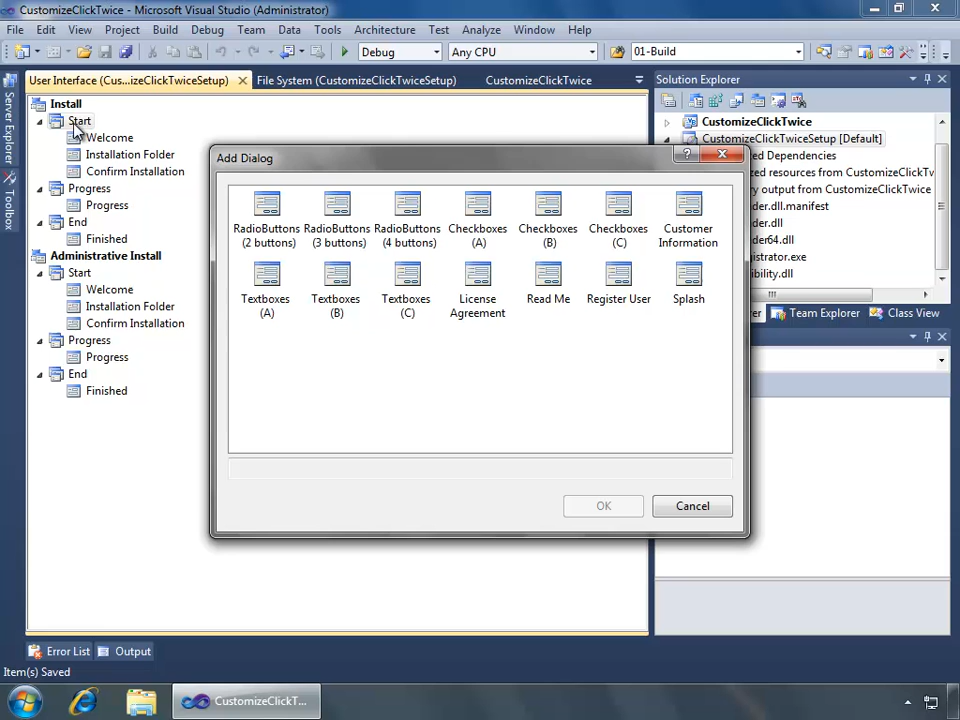 CustomizeClickTwice - Microsoft Visual Studio (Administrator)
File Edit View Project Build Debug Team Data Tools Architecture Test Analyze Window Help
Debug Any CPU 01-Build
User Interface (Cus...izeClickTwiceSetup) File System (CustomizeClickTwiceSetup) CustomizeClickTwice
Server Explorer
Toolbox
Install
Start
Welcome
Installation Folder
Confirm Installation
Progress
Progress
End
Finished
Administrative Install
Start
Welcome
Installation Folder
Confirm Installation
Progress
Progress
End
Finished
Add Dialog
RadioButtons (2 buttons)
RadioButtons (3 buttons)
RadioButtons (4 buttons)
Checkboxes (A)
Checkboxes (B)
Checkboxes (C)
Customer Information
Textboxes (A)
Textboxes (B)
Textboxes (C)
License Agreement
Read Me
Register User
Splash
OK Cancel
Solution Explorer
CustomizeClickTwice
CustomizeClickTwiceSetup [Default]
Dependencies
resources from CustomizeClickTw
output from CustomizeClickTwice
der.manifest
der.dll
der64.dll
istrator.exe
ibility.dll
Team Explorer Class View
Error List Output
Item(s) Saved
CustomizeClickT...